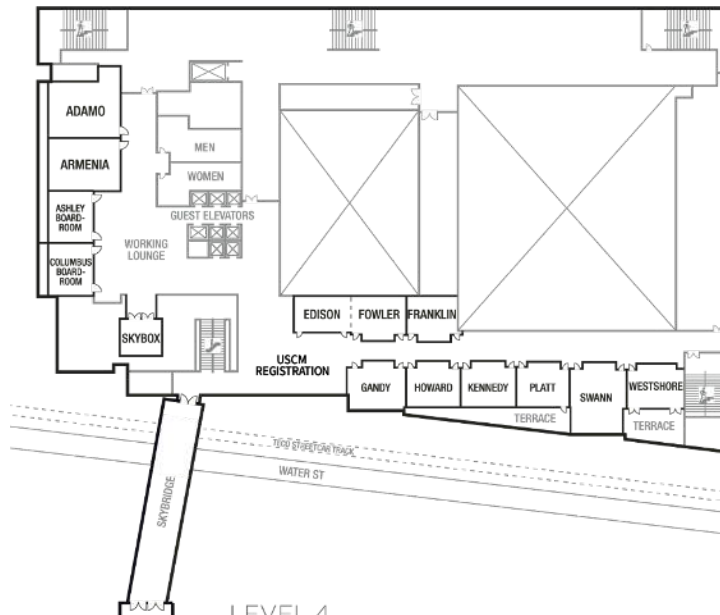 ADAMO
ARMENIA
MEN
WOMEN
ASHLEY
BOARD-
ROOM
GUEST ELEVATORS
WORKING
LOUNGE
COLUMBUS
BOARD-
ROOM
SKYBOX
EDISON
FOWLER
FRANKLIN
USCM
REGISTRATION
GANDY
HOWARD
KENNEDY
PLATT
SWANN
WESTSHORE
TERRACE
TERRACE
TECO STREETCAR TRACK
WATER ST
SKYBRIDGE
LEVEL 4